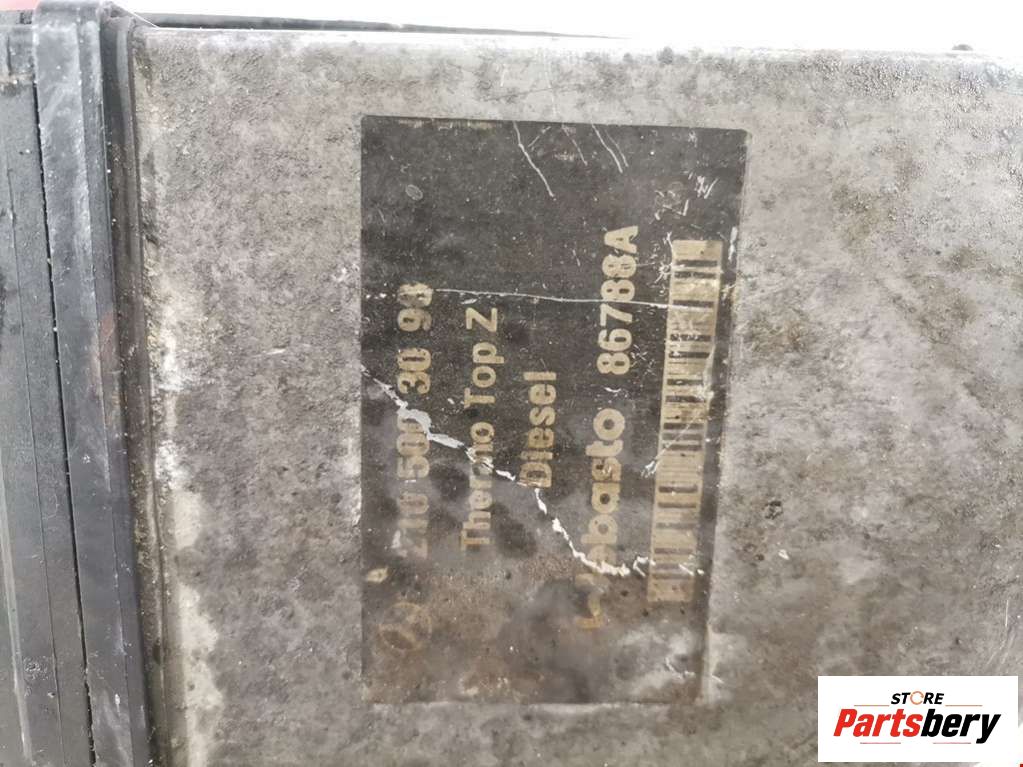 210 500 30 98
Thermo Top Z
Diesel
Webasto 86788A
STORE
Partsbery